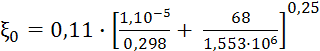 ξ₀ = 0,11 · [1,10⁻⁵/0,298 + 68/1,553·10⁶]^0,25